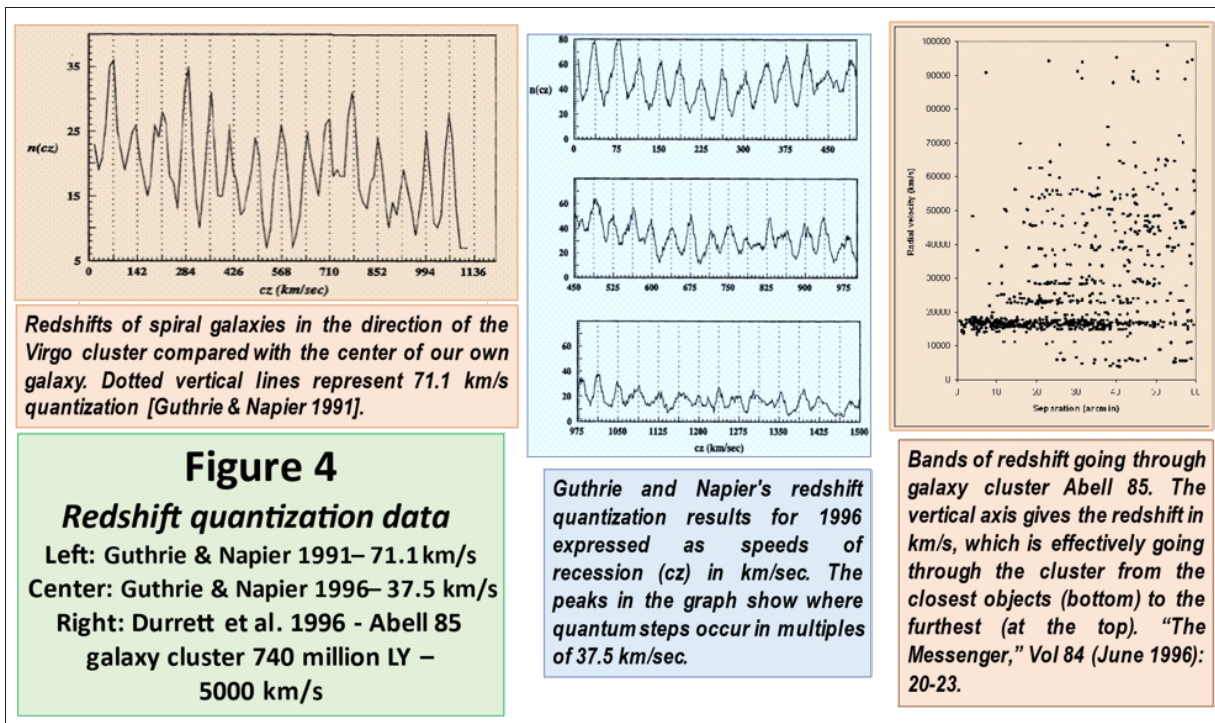 35
25
15
5
n(cz)
0 142 284 426 568 710 852 994 1136
cz (km/sec)
Redshifts of spiral galaxies in the direction of the
Virgo cluster compared with the center of our own
galaxy. Dotted vertical lines represent 71.1 km/s
quantization [Guthrie & Napier 1991].
Figure 4
Redshift quantization data
Left: Guthrie & Napier 1991– 71.1km/s
Center: Guthrie & Napier 1996– 37.5 km/s
Right: Durrett et al. 1996 - Abell 85
galaxy cluster 740 million LY –
5000 km/s
80
60
n(cz)
40
20
0
0 75 150 225 300 375 450
60
40
20
0
450 525 600 675 750 825 900 975
60
40
20
0
975 1050 1125 1200 1275 1350 1425 1500
cz (km/sec)
Guthrie and Napier's redshift
quantization results for 1996
expressed as speeds of
recession (cz) in km/sec. The
peaks in the graph show where
quantum steps occur in multiples
of 37.5 km/sec.
100000
90000
80000
70000
60000
50000
40000
30000
20000
10000
0
Radial velocity (km/s)
10 20 30 40 50
Separation (arcmin)
Bands of redshift going through
galaxy cluster Abell 85. The
vertical axis gives the redshift in
km/s, which is effectively going
through the cluster from the
closest objects (bottom) to the
furthest (at the top). “The
Messenger,” Vol 84 (June 1996):
20-23.